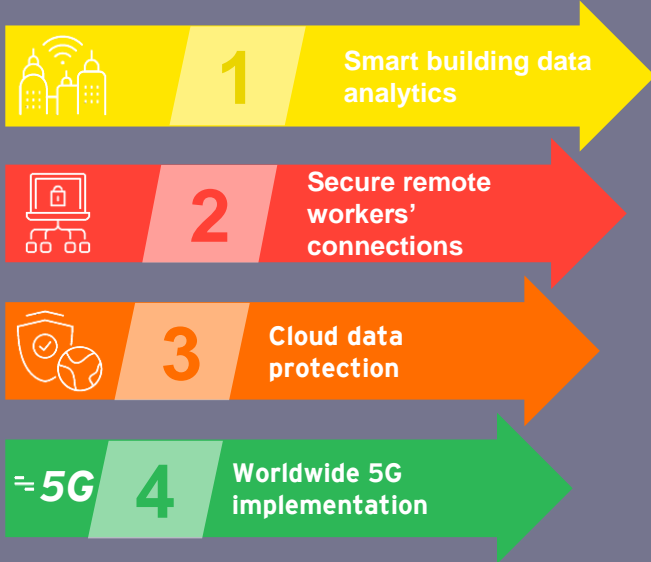 1
Smart building data
analytics
2
Secure remote
workers’
connections
3
Cloud data
protection
5G
4
Worldwide 5G
implementation